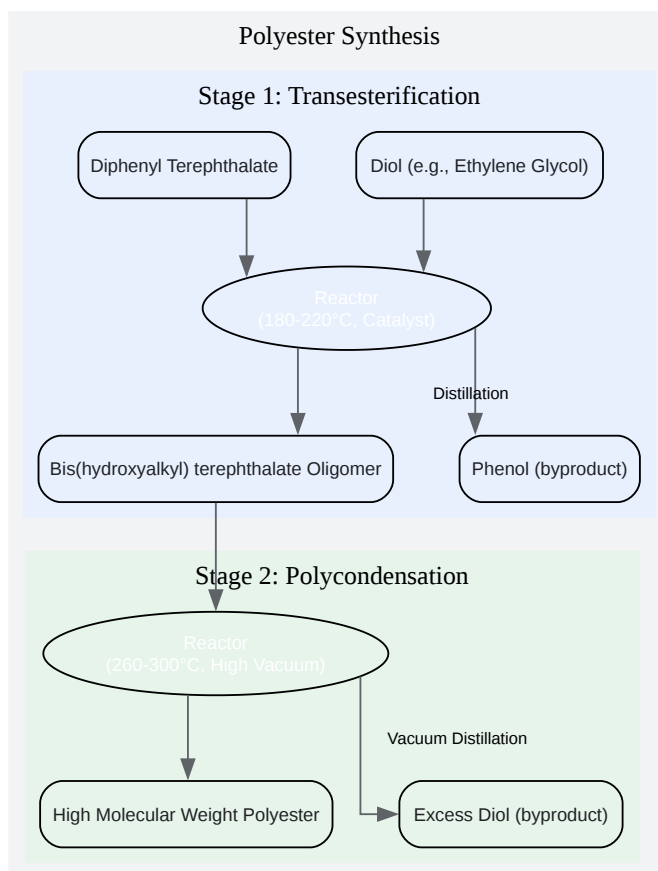 Polyester Synthesis
Stage 1: Transesterification
Diphenyl Terephthalate
Diol (e.g., Ethylene Glycol)
Reactor
(180-220°C, Catalyst)
Distillation
Bis(hydroxyalkyl) terephthalate Oligomer
Phenol (byproduct)
Stage 2: Polycondensation
Reactor
(260-300°C, High Vacuum)
Vacuum Distillation
High Molecular Weight Polyester
Excess Diol (byproduct)